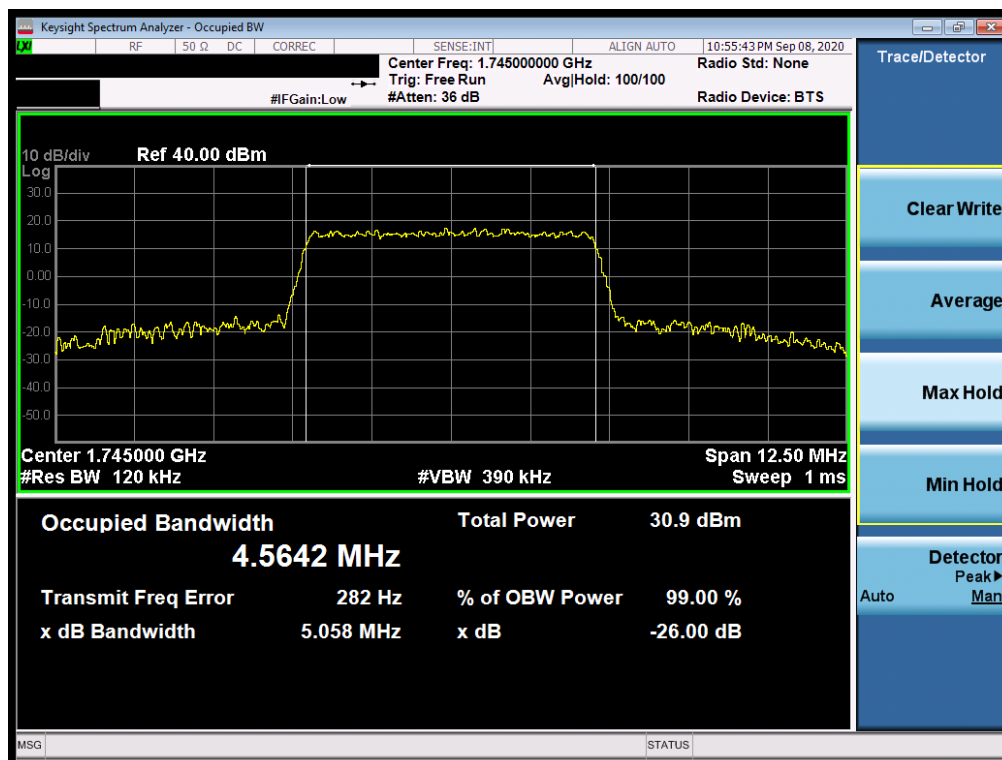 Keysight Spectrum Analyzer - Occupied BW
LXI RF 50 Ω DC CORREC SENSE:INT ALIGN AUTO 10:55:43 PM Sep 08, 2020
Center Freq: 1.745000000 GHz Radio Std: None
Trig: Free Run Avg|Hold: 100/100
#IFGain:Low #Atten: 36 dB Radio Device: BTS
Trace/Detector
10 dB/div Ref 40.00 dBm
Log
30.0
20.0
10.0
0.00
-10.0
-20.0
-30.0
-40.0
-50.0
Center 1.745000 GHz Span 12.50 MHz
#Res BW 120 kHz #VBW 390 kHz Sweep 1 ms
Clear Write
Average
Max Hold
Min Hold
Detector
Peak▶
Auto Man
Occupied Bandwidth Total Power 30.9 dBm
4.5642 MHz
Transmit Freq Error 282 Hz % of OBW Power 99.00 %
x dB Bandwidth 5.058 MHz x dB -26.00 dB
MSG STATUS